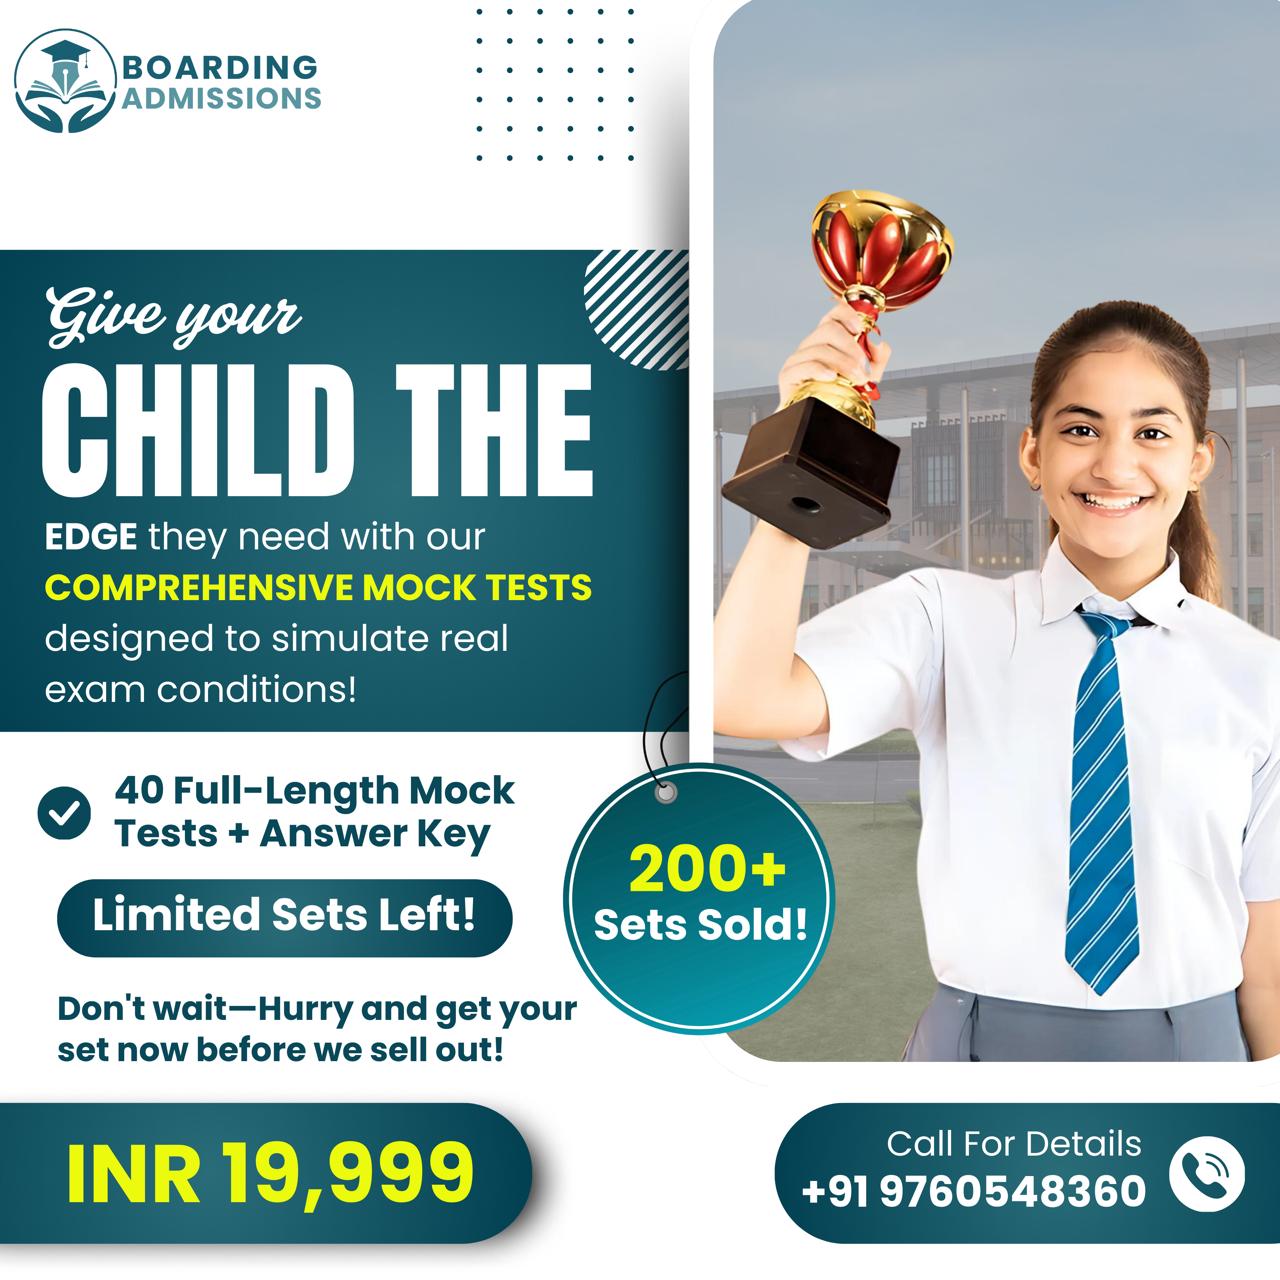 BOARDING
ADMISSIONS
Give your
CHILD THE
EDGE they need with our
COMPREHENSIVE MOCK TESTS
designed to simulate real
exam conditions!
40 Full-Length Mock
Tests + Answer Key
Limited Sets Left!
200+
Sets Sold!
Don't wait—Hurry and get your
set now before we sell out!
INR 19,999
Call For Details
+91 9760548360